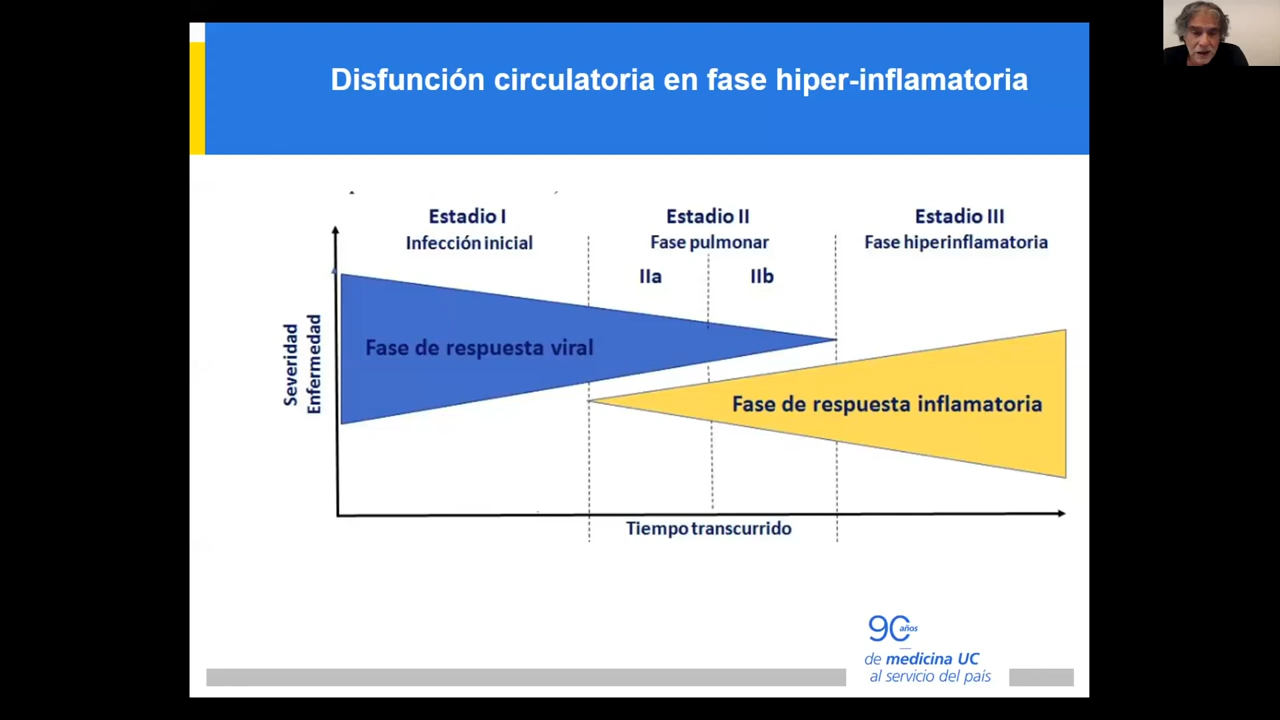 Disfunción circulatoria en fase hiper-inflamatoria
Estadio I
Infección inicial
Estadio II
Fase pulmonar
IIa
IIb
Estadio III
Fase hiperinflamatoria
Severidad
Enfermedad
Fase de respuesta viral
Fase de respuesta inflamatoria
Tiempo transcurrido
90 años
de medicina UC
al servicio del país